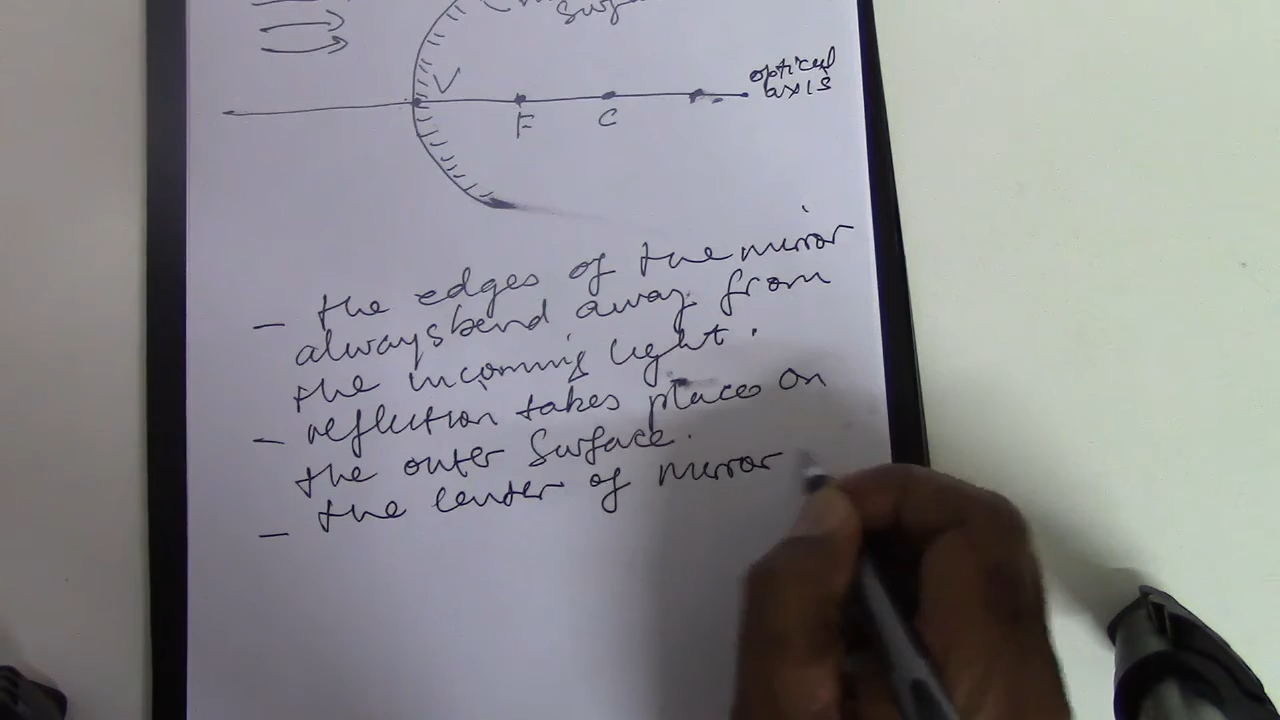 V
optical
axis
F
C
- the edges of the mirror
always bend away from
the incoming light.
- reflection takes places on
the outer surface.
- the center of mirror